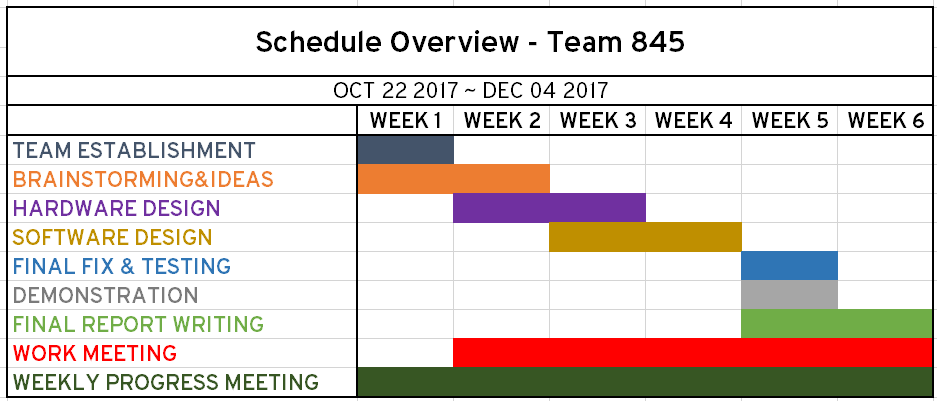 Schedule Overview - Team 845
OCT 22 2017 ~ DEC 04 2017
WEEK 1 WEEK 2 WEEK 3 WEEK 4 WEEK 5 WEEK 6
TEAM ESTABLISHMENT
BRAINSTORMING&IDEAS
HARDWARE DESIGN
SOFTWARE DESIGN
FINAL FIX & TESTING
DEMONSTRATION
FINAL REPORT WRITING
WORK MEETING
WEEKLY PROGRESS MEETING